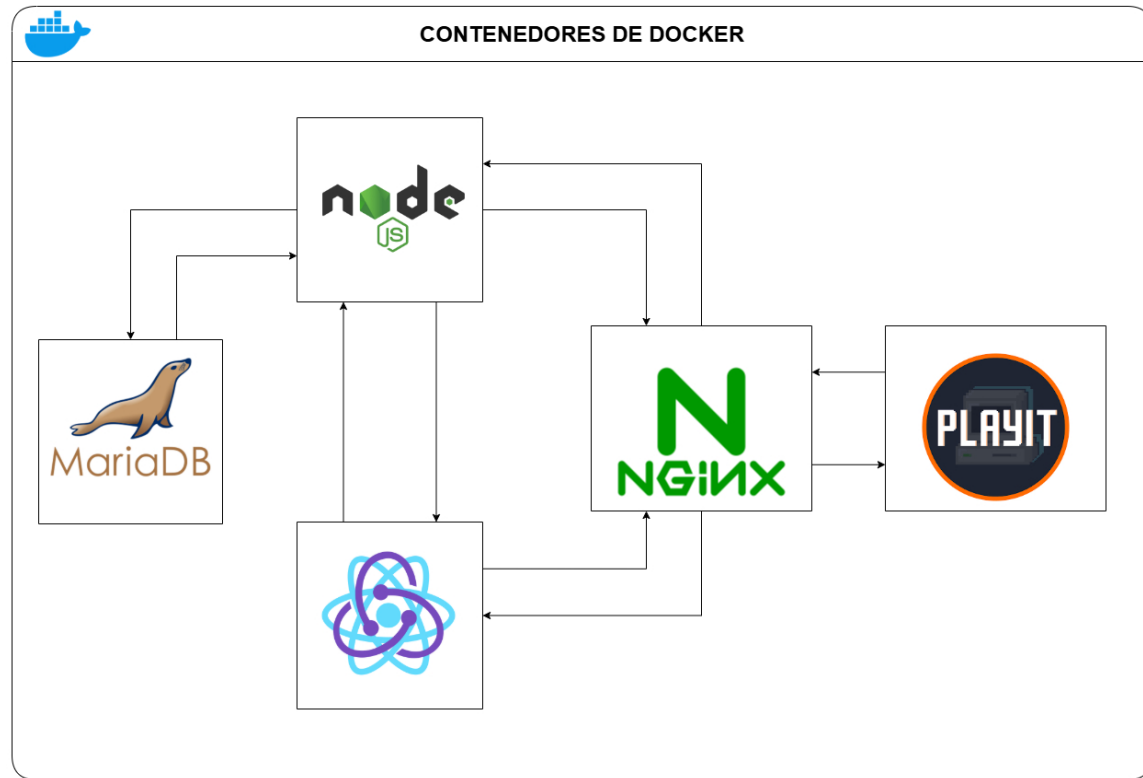 CONTENEDORES DE DOCKER
node
JS
MariaDB
NGiNX
PLAYIT